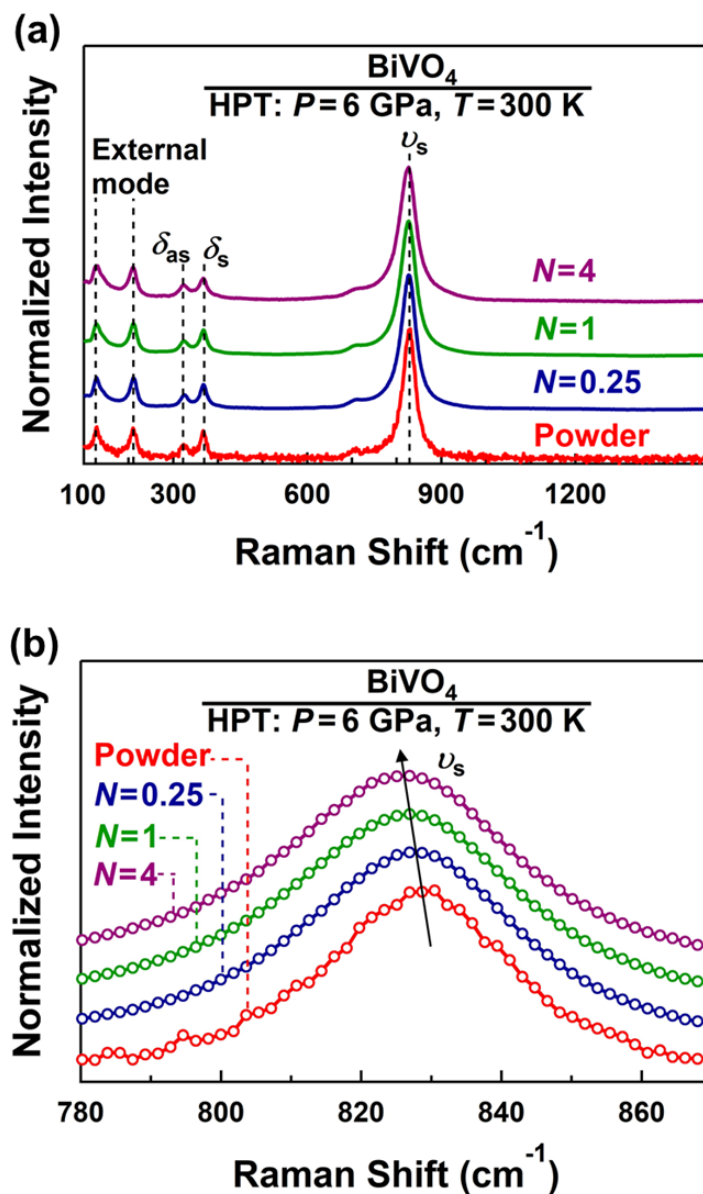 (a)
BiVO₄
HPT: P=6 GPa, T=300 K
υs
External
mode
δas
δs
N=4
N=1
N=0.25
Powder
Normalized Intensity
100 300 600 900 1200
Raman Shift (cm⁻¹)
(b)
BiVO₄
HPT: P=6 GPa, T=300 K
Powder
υs
N=0.25
N=1
N=4
Normalized Intensity
780 800 820 840 860
Raman Shift (cm⁻¹)